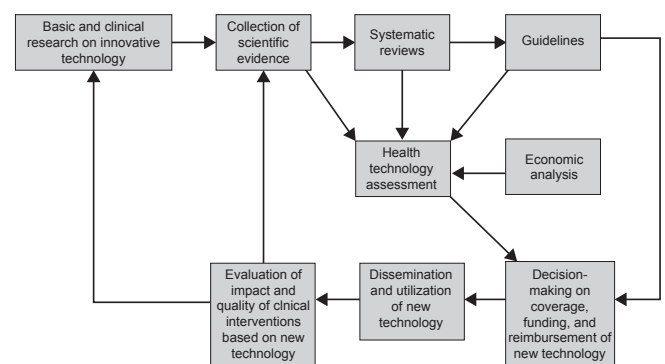 Basic and clinical
research on innovative
technology
Collection of
scientific
evidence
Systematic
reviews
Guidelines
Health
technology
assessment
Economic
analysis
Evaluation of
impact and
quality of clnical
interventions
based on new
technology
Dissemination
and utilization
of new
technology
Decision-
making on
coverage,
funding, and
reimbursement of
new technology